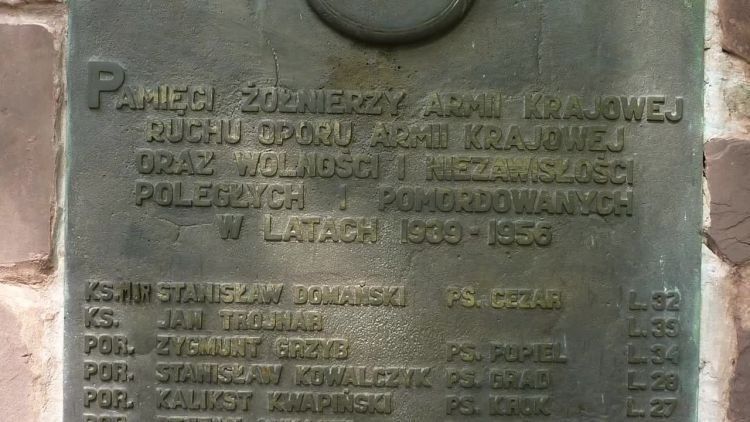 PAMIĘCI ŻOŁNIERZY ARMII KRAJOWEJ
RUCHU OPORU ARMII KRAJOWEJ
ORAZ WOLNOŚCI I NIEZAWISŁOŚCI
POLEGŁYCH I POMORDOWANYCH
W LATACH 1939-1956
KS.MJR STANISŁAW DOMAŃSKI PS. CEZAR L. 32
KS. JAN TROJNAR L. 35
POR. ZYGMUNT GRZYB PS. POPIEL L. 34
POR. STANISŁAW KOWALCZYK PS. GRAD L. 28
POR. KALIKST KWAPIŃSKI PS. KRUK L. 27